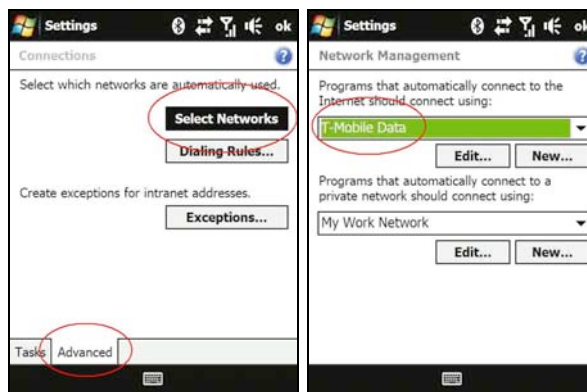 Settings ok
Connections
Select which networks are automatically used.
Select Networks
Dialing Rules...
Create exceptions for intranet addresses.
Exceptions...
Tasks Advanced
Settings ok
Network Management
Programs that automatically connect to the
Internet should connect using:
T-Mobile Data
Edit... New...
Programs that automatically connect to a
private network should connect using:
My Work Network
Edit... New...